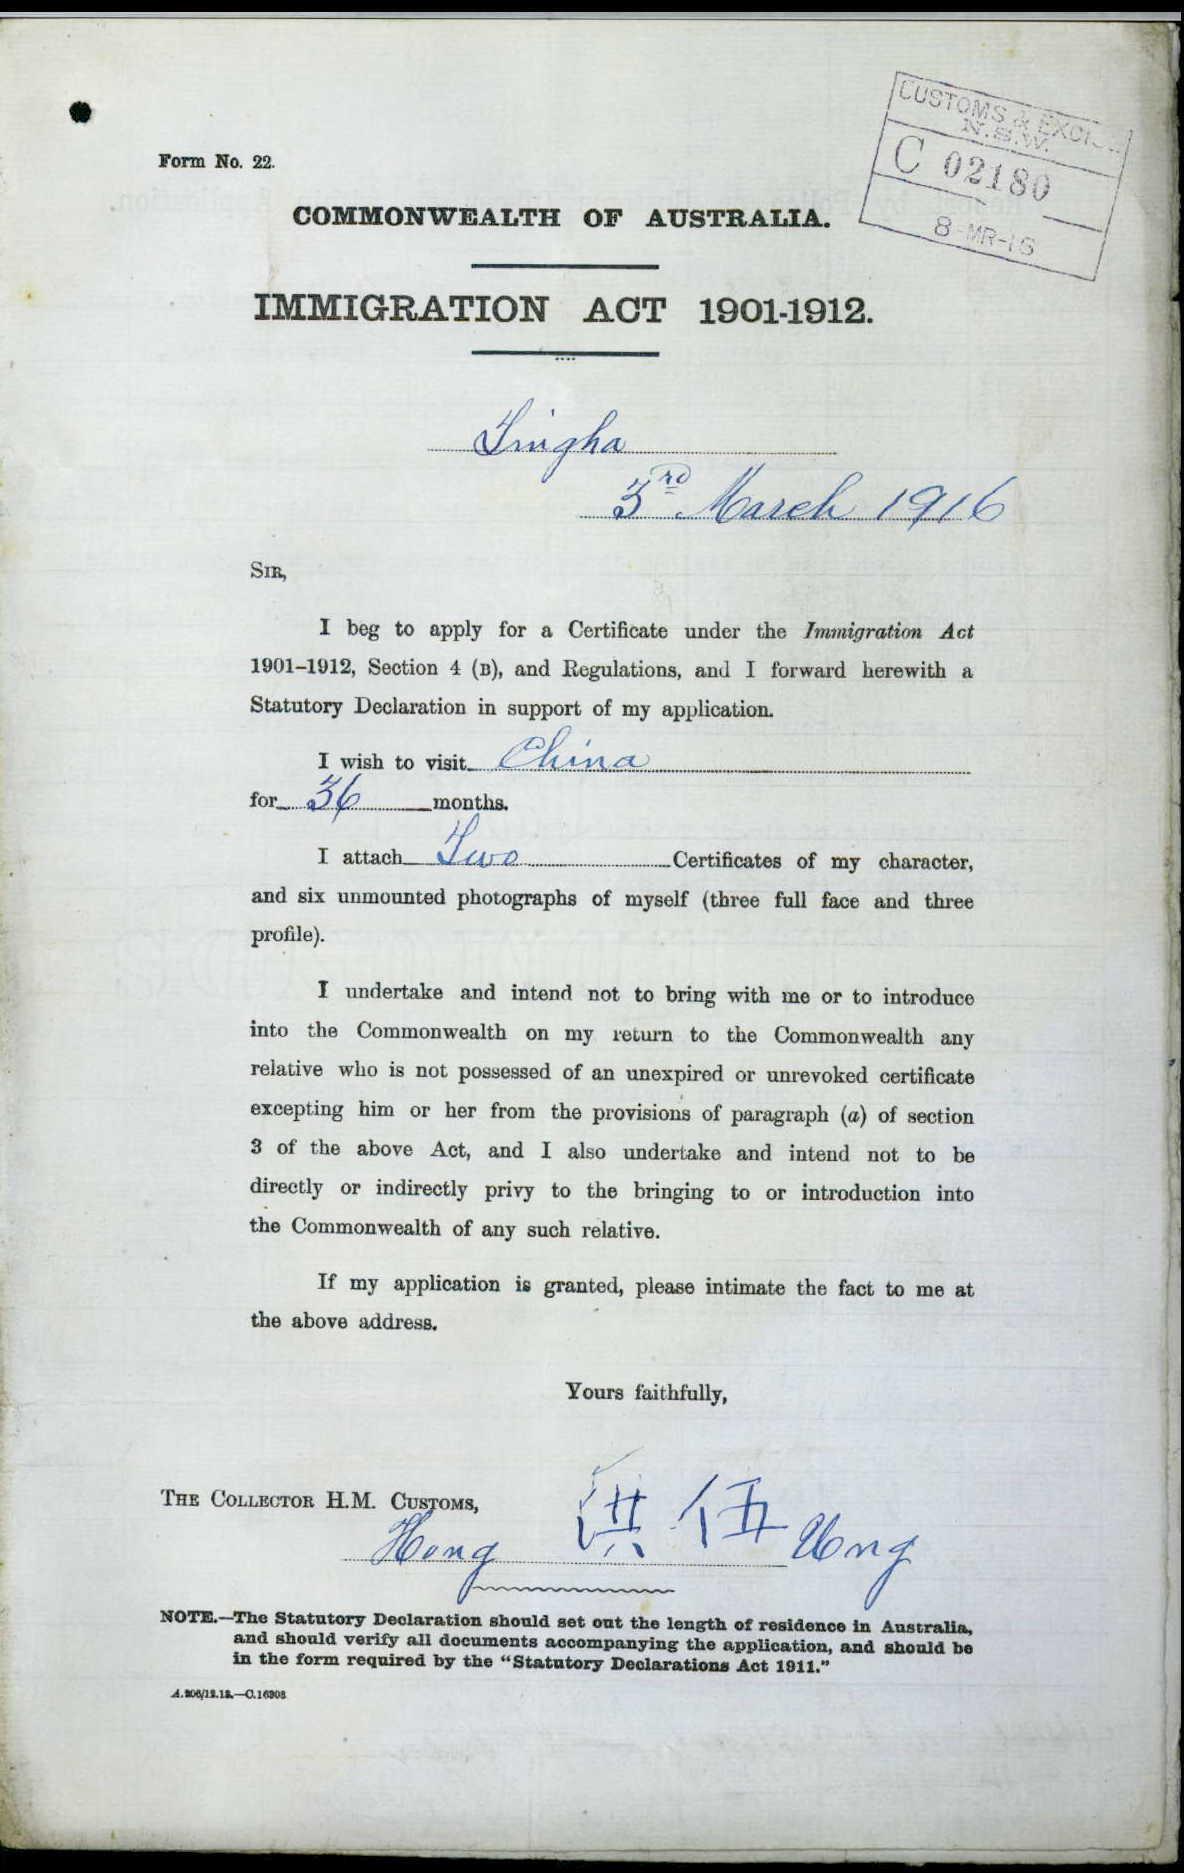 CUSTOMS & EXCI
N.S.W.
C 02180
8-MR-16
Form No. 22.
COMMONWEALTH OF AUSTRALIA.
IMMIGRATION ACT 1901-1912.
Tingha
3rd March 1916
SIR,
I beg to apply for a Certificate under the Immigration Act
1901–1912, Section 4 (B), and Regulations, and I forward herewith a
Statutory Declaration in support of my application.
I wish to visit China
for 36 months.
I attach Two Certificates of my character,
and six unmounted photographs of myself (three full face and three
profile).
I undertake and intend not to bring with me or to introduce
into the Commonwealth on my return to the Commonwealth any
relative who is not possessed of an unexpired or unrevoked certificate
excepting him or her from the provisions of paragraph (a) of section
3 of the above Act, and I also undertake and intend not to be
directly or indirectly privy to the bringing to or introduction into
the Commonwealth of any such relative.
If my application is granted, please intimate the fact to me at
the above address.
Yours faithfully,
THE COLLECTOR H.M. CUSTOMS,
Hong 洪 伍 Ung
NOTE.—The Statutory Declaration should set out the length of residence in Australia,
and should verify all documents accompanying the application, and should be
in the form required by the "Statutory Declarations Act 1911."